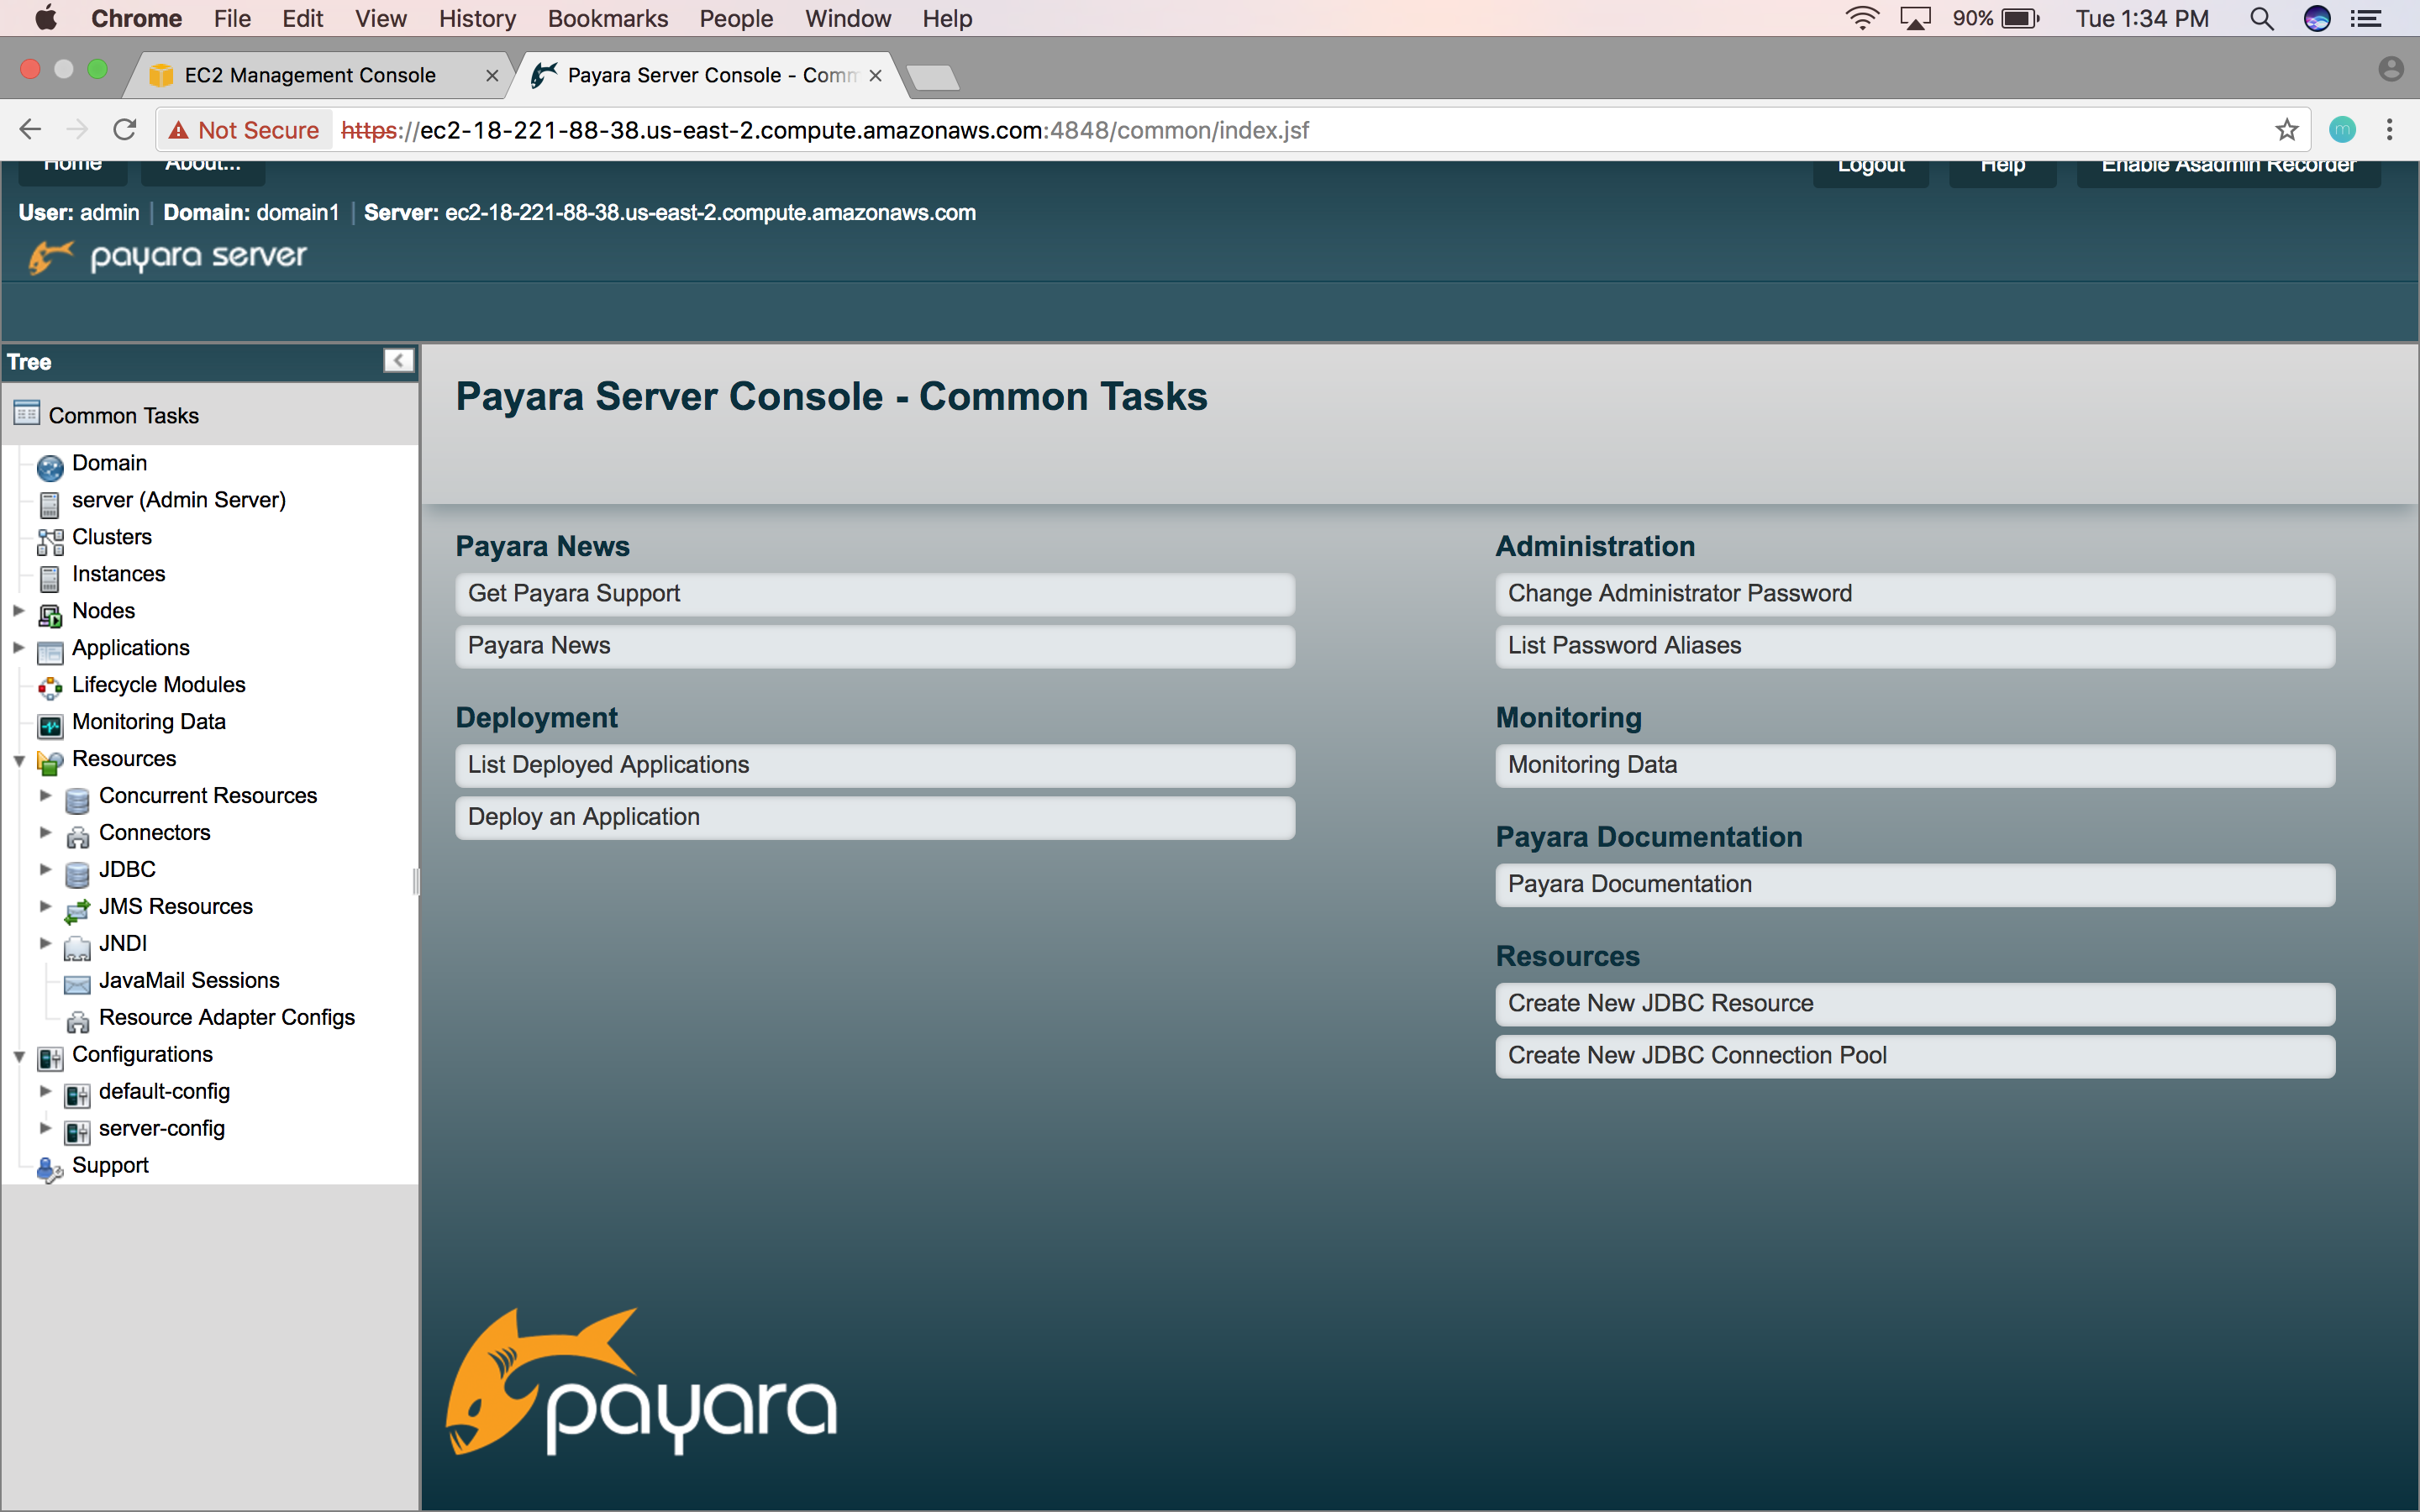 Chrome File Edit View History Bookmarks People Window Help 90% Tue 1:34 PM
EC2 Management Console Payara Server Console - Comm
Not Secure https://ec2-18-221-88-38.us-east-2.compute.amazonaws.com:4848/common/index.jsf
Home About... Logout Help Enable Asadmin Recorder
User: admin Domain: domain1 Server: ec2-18-221-88-38.us-east-2.compute.amazonaws.com
payara server
Tree
Common Tasks
Domain
server (Admin Server)
Clusters
Instances
Nodes
Applications
Lifecycle Modules
Monitoring Data
Resources
Concurrent Resources
Connectors
JDBC
JMS Resources
JNDI
JavaMail Sessions
Resource Adapter Configs
Configurations
default-config
server-config
Support
Payara Server Console - Common Tasks
Payara News
Get Payara Support
Payara News
Deployment
List Deployed Applications
Deploy an Application
Administration
Change Administrator Password
List Password Aliases
Monitoring
Monitoring Data
Payara Documentation
Payara Documentation
Resources
Create New JDBC Resource
Create New JDBC Connection Pool
payara